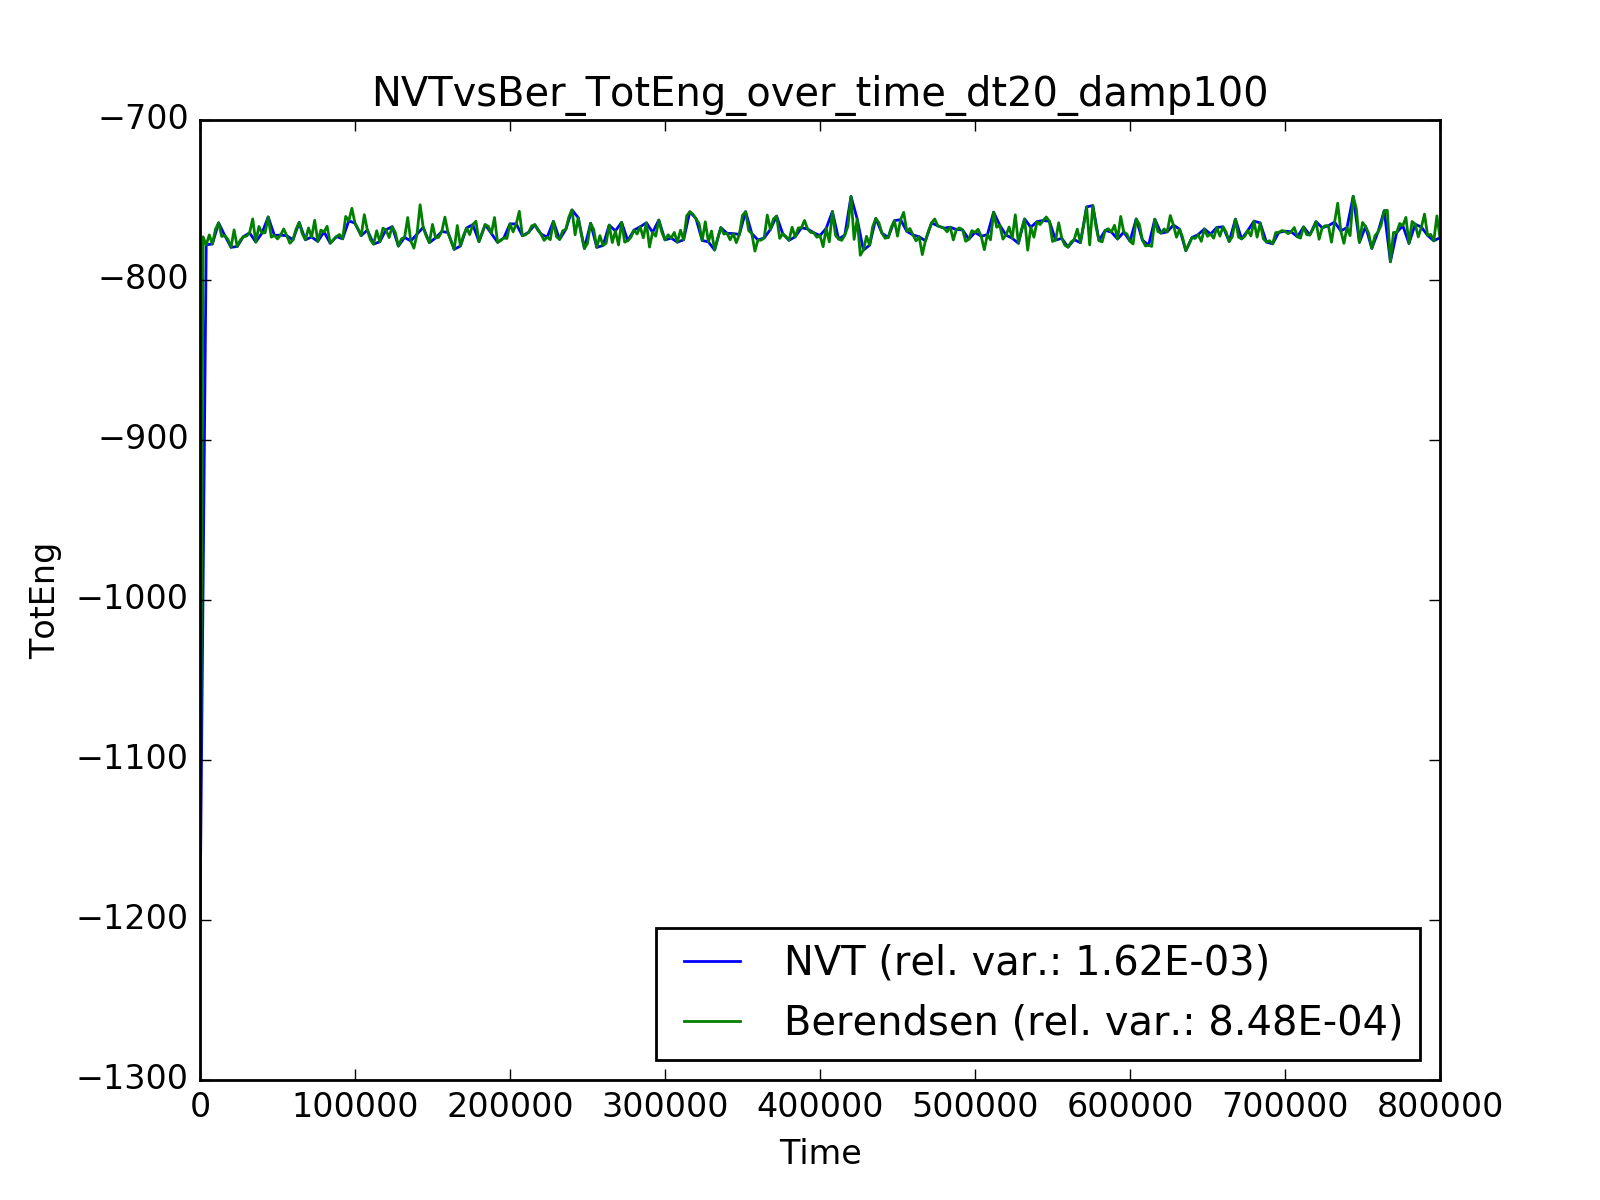 NVTvsBer_TotEng_over_time_dt20_damp100
−700
−800
−900
−1000
−1100
−1200
−1300
TotEng
NVT (rel. var.: 1.62E-03)
Berendsen (rel. var.: 8.48E-04)
0 100000 200000 300000 400000 500000 600000 700000 800000
Time